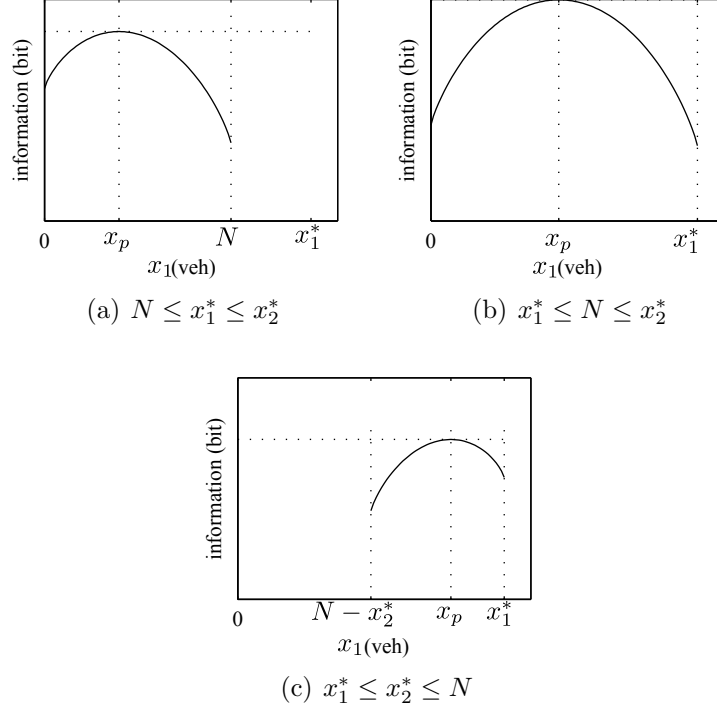 information (bit)
information (bit)
0 x_p N x_1^*
0 x_p x_1^*
x_1(veh)
x_1(veh)
(a) N ≤ x_1^* ≤ x_2^*
(b) x_1^* ≤ N ≤ x_2^*
information (bit)
0 N − x_2^* x_p x_1^*
x_1(veh)
(c) x_1^* ≤ x_2^* ≤ N